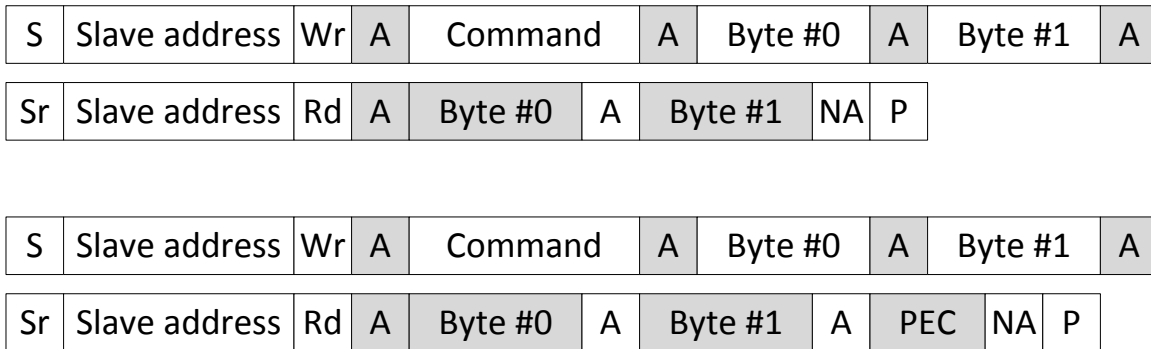 S Slave address Wr A Command A Byte #0 A Byte #1 A
Sr Slave address Rd A Byte #0 A Byte #1 NA P
S Slave address Wr A Command A Byte #0 A Byte #1 A
Sr Slave address Rd A Byte #0 A Byte #1 A PEC NA P